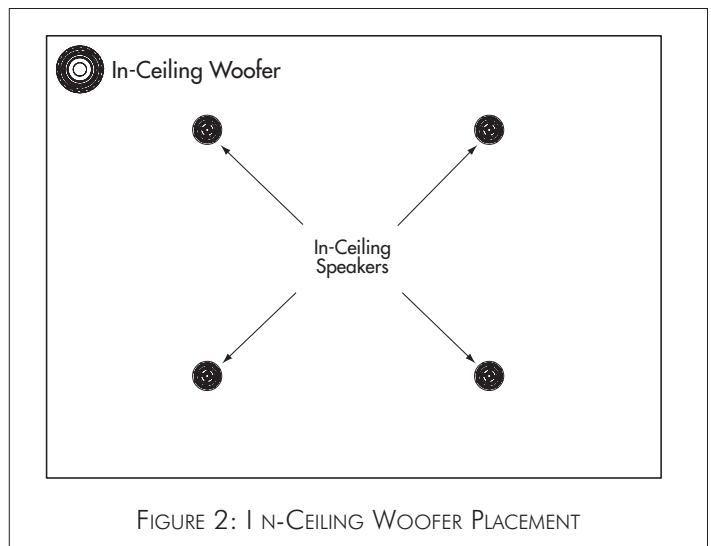 In-Ceiling Woofer
In-Ceiling
Speakers
FIGURE 2: I N-CEILING WOOFER PLACEMENT